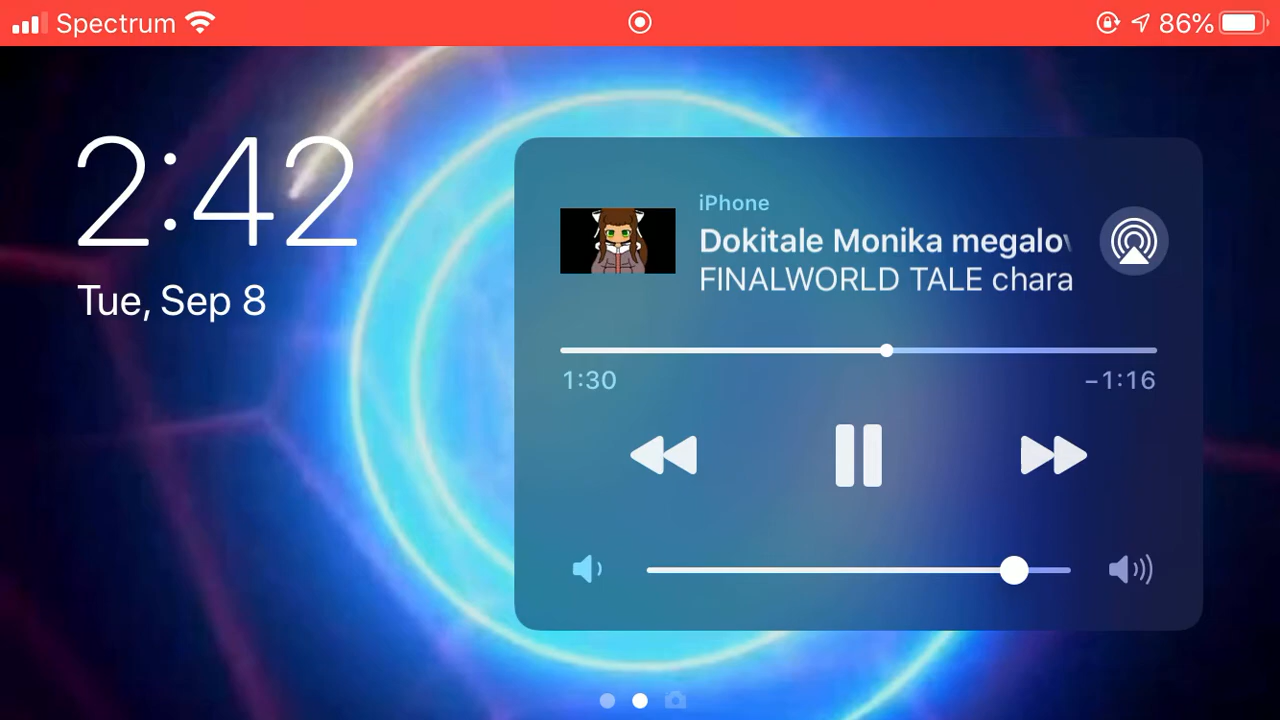 Spectrum
86%
2:42
Tue, Sep 8
iPhone
Dokitale Monika megalov
FINALWORLD TALE chara
1:30
−1:16